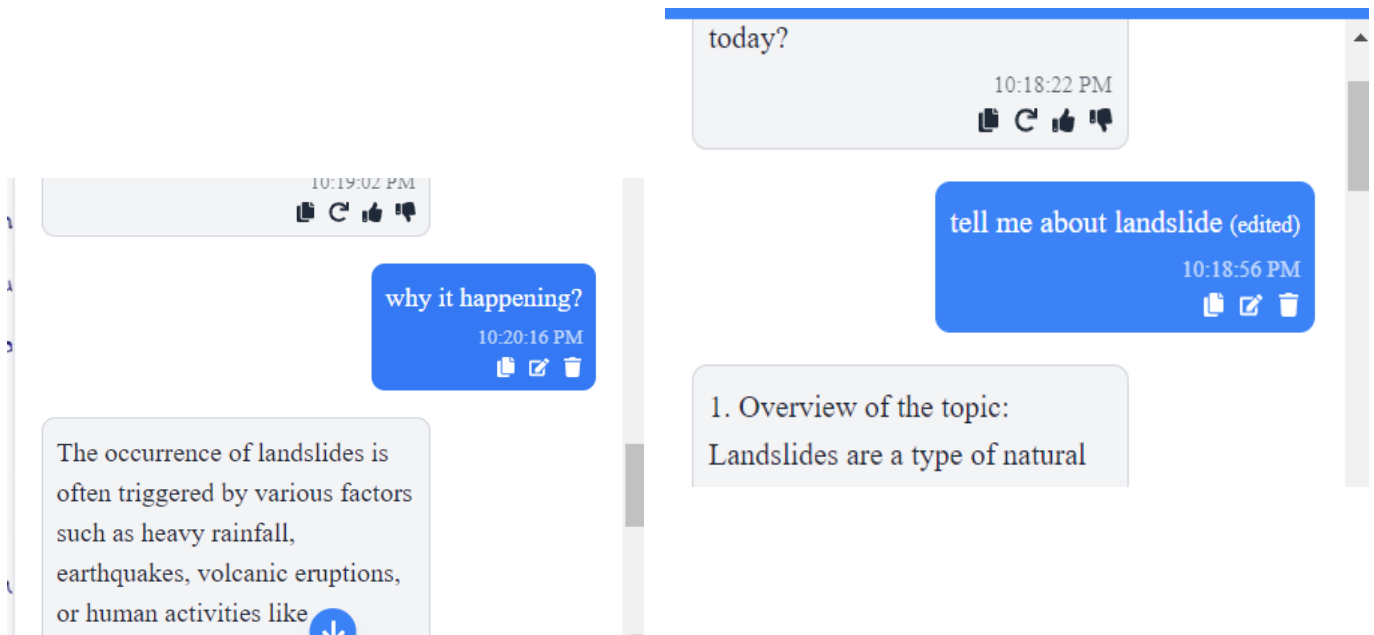 10:19:02 PM
why it happening?
10:20:16 PM
The occurrence of landslides is
often triggered by various factors
such as heavy rainfall,
earthquakes, volcanic eruptions,
or human activities like
today?
10:18:22 PM
tell me about landslide (edited)
10:18:56 PM
1. Overview of the topic:
Landslides are a type of natural